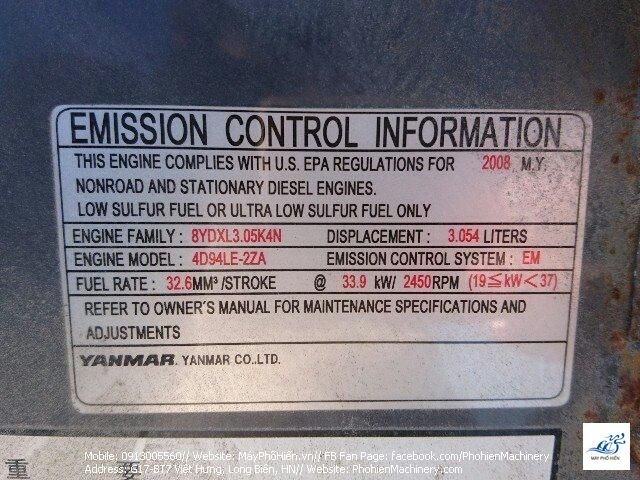 EMISSION CONTROL INFORMATION
THIS ENGINE COMPLIES WITH U.S. EPA REGULATIONS FOR 2008 M.Y.
NONROAD AND STATIONARY DIESEL ENGINES.
LOW SULFUR FUEL OR ULTRA LOW SULFUR FUEL ONLY
ENGINE FAMILY : 8YDXL3.05K4N DISPLACEMENT : 3.054 LITERS
ENGINE MODEL : 4D94LE-2ZA EMISSION CONTROL SYSTEM : EM
FUEL RATE : 32.6MM³/STROKE @ 33.9 kW/ 2450RPM (19≦kW<37)
REFER TO OWNER'S MANUAL FOR MAINTENANCE SPECIFICATIONS AND
ADJUSTMENTS
YANMAR YANMAR CO.,LTD.
MÁY PHỐ HIẾN
Mobile: 0913006560// Website: MáyPhốHiến.vn// FB Fan Page: facebook.com/PhohienMachinery
Address: G17-BT7 Việt Hưng, Long Biên, HN// Website: PhohienMachinery.com
重